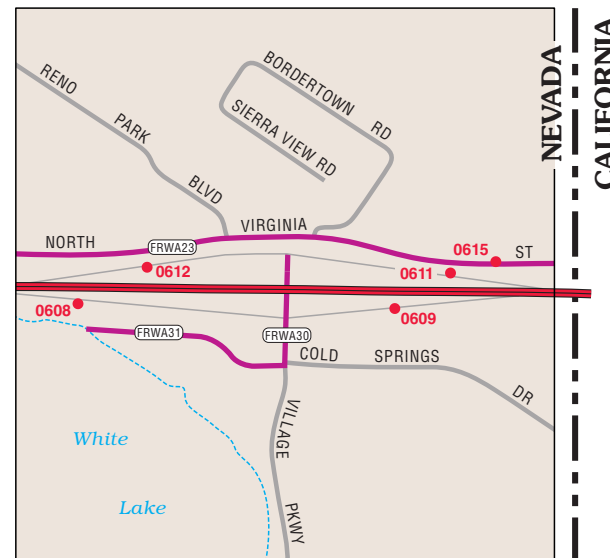 BORDERTOWN RD
SIERRA VIEW RD
RENO PARK BLVD
NEVADA
CALIFORNIA
NORTH VIRGINIA ST
FRWA23
0615
0612
0611
0608
0609
FRWA31
FRWA30
COLD SPRINGS DR
VILLAGE PKWY
White
Lake